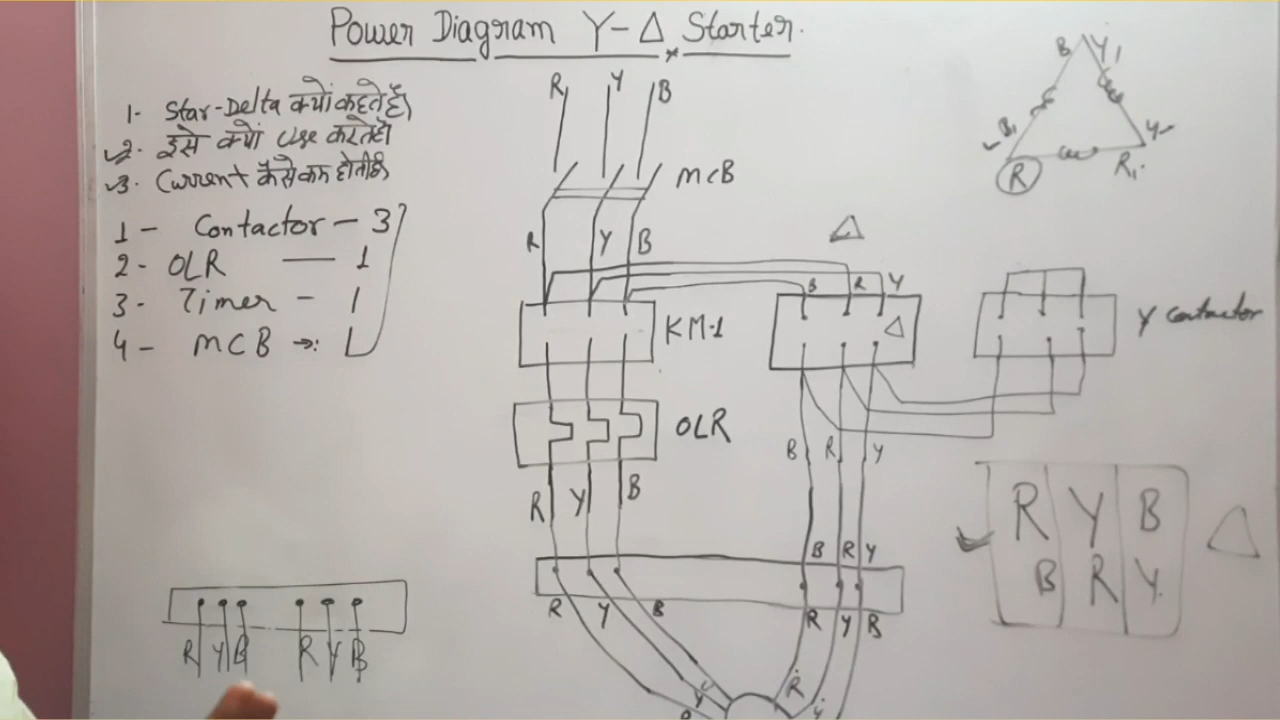 Power Diagram Y-Δ Starter.
R Y B
1- Star-Delta क्यों कहते हैं।
2. इसे क्यों use करते हैं।
3. Current कैसे कम होती है।
1 - Contactor - 3
2 - OLR — 1
3 - Timer - 1
4 - MCB →: 1
MCB
B Y1
B1 Y
R R1.
R Y B
Δ
B R Y
KM-1
Δ
Y Contactor
OLR
B R Y
R Y B
R Y B
B R Y
Δ
B R Y
R Y B
R Y B
R Y B R Y B
Y
R
R Y